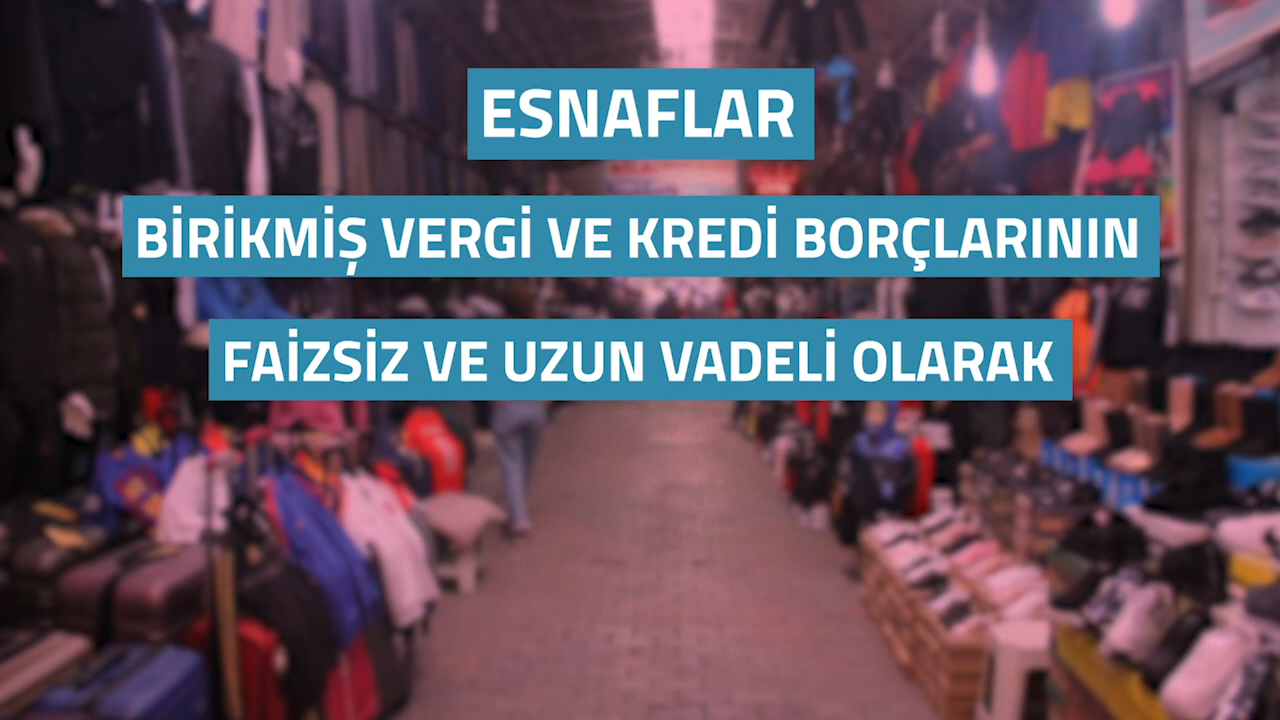 ESNAFLAR
BİRİKMİŞ VERGİ VE KREDİ BORÇLARININ
FAİZSİZ VE UZUN VADELİ OLARAK